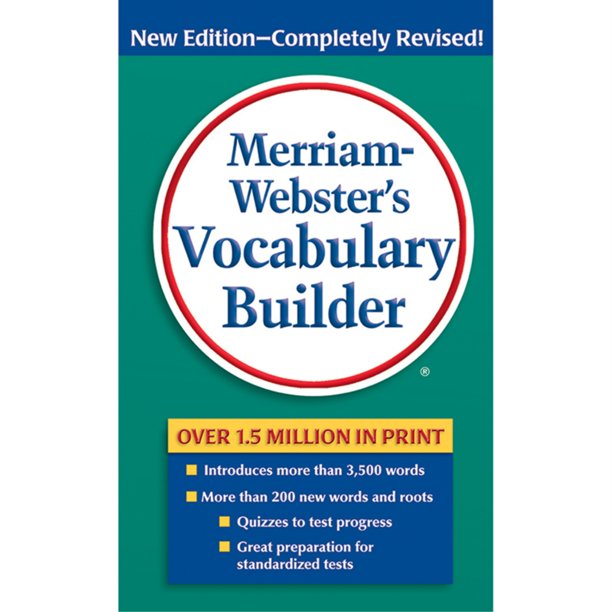 New Edition—Completely Revised!
Merriam-
Webster's
Vocabulary
Builder
®
OVER 1.5 MILLION IN PRINT
Introduces more than 3,500 words
More than 200 new words and roots
Quizzes to test progress
Great preparation for
standardized tests